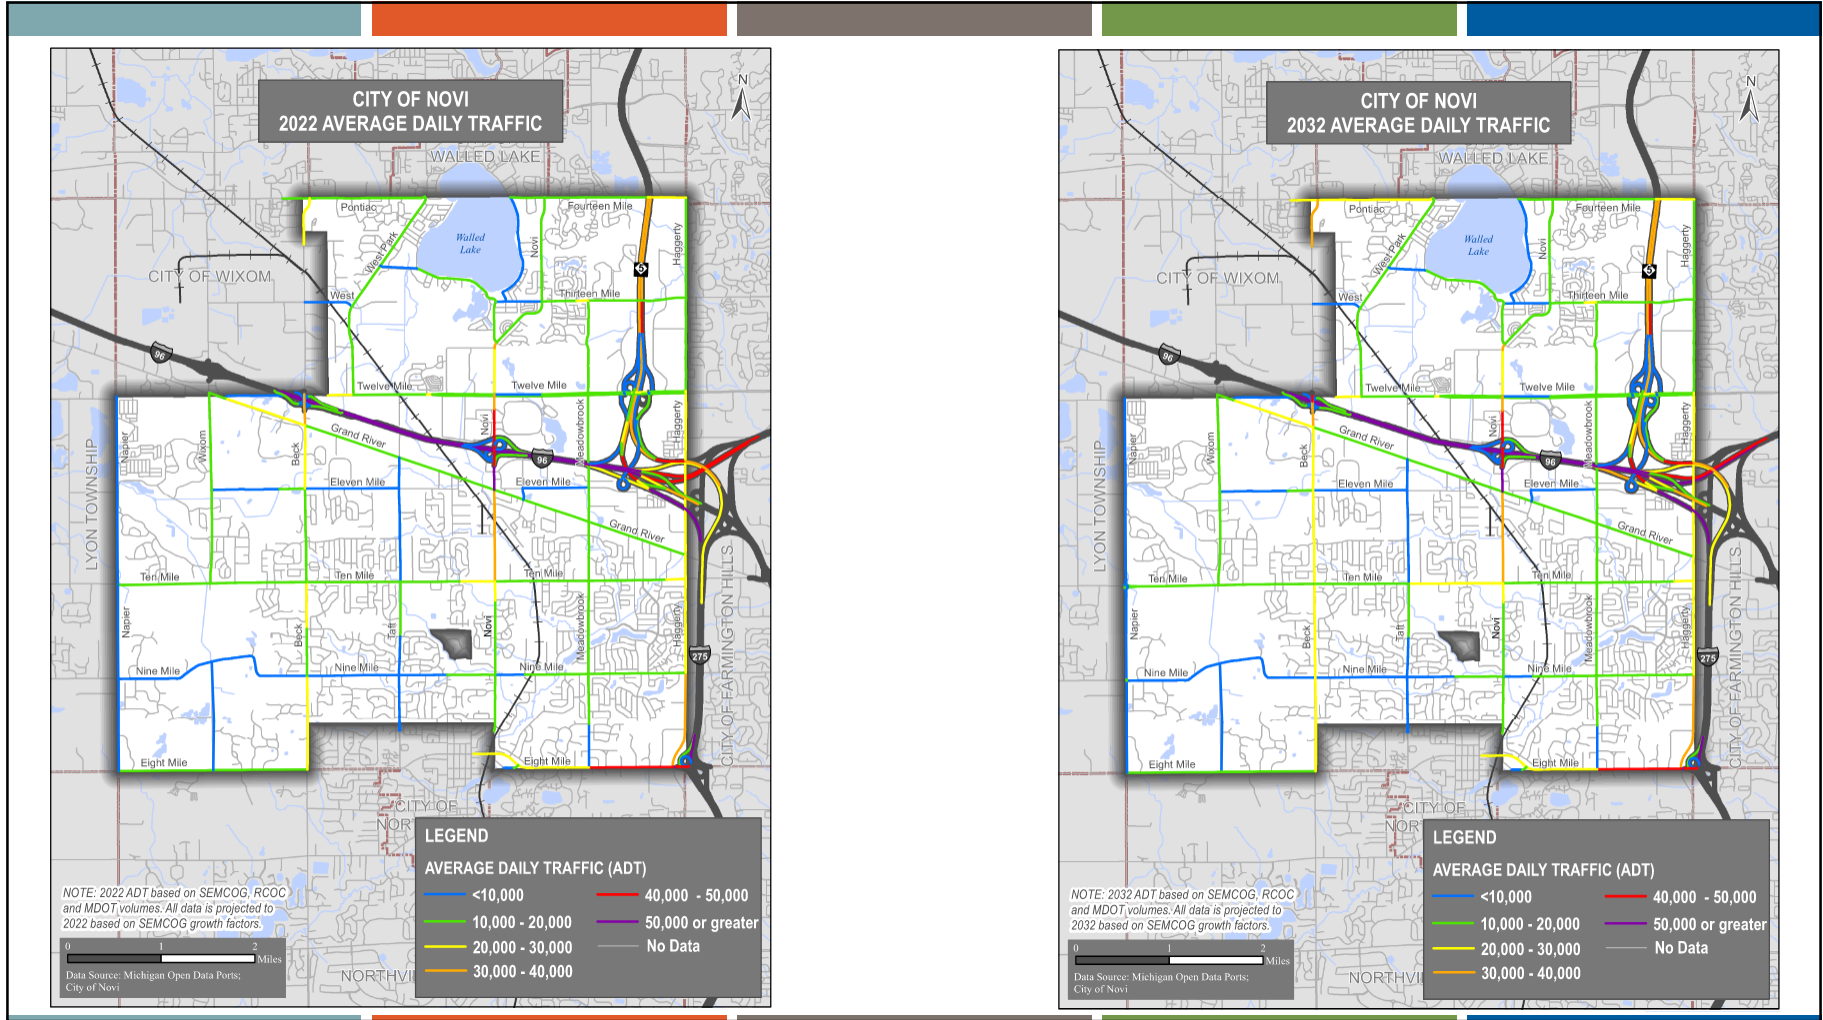 CITY OF NOVI
2022 AVERAGE DAILY TRAFFIC
N
WALLED LAKE
Pontiac
Fourteen Mile
West Park
Walled
Lake
Novi
Haggerty
CITY OF WIXOM
5
West
Thirteen Mile
96
Twelve Mile
Twelve Mile
Napier
Wixom
Beck
Grand River
Novi
Meadowbrook
Haggerty
96
LYON TOWNSHIP
Eleven Mile
Eleven Mile
Grand River
Ten Mile
Ten Mile
Ten Mile
CITY OF FARMINGTON HILLS
Napier
Beck
Taft
Novi
Meadowbrook
Haggerty
275
Nine Mile
Nine Mile
Nine Mile
Eight Mile
Eight Mile
CITY OF
NOR
NORTHVI
LEGEND
AVERAGE DAILY TRAFFIC (ADT)
<10,000
10,000 - 20,000
20,000 - 30,000
30,000 - 40,000
40,000 - 50,000
50,000 or greater
No Data
NOTE: 2022 ADT based on SEMCOG, RCOC
and MDOT volumes. All data is projected to
2022 based on SEMCOG growth factors.
0 1 2
Miles
Data Source: Michigan Open Data Ports;
City of Novi
CITY OF NOVI
2032 AVERAGE DAILY TRAFFIC
N
WALLED LAKE
Pontiac
Fourteen Mile
West Park
Walled
Lake
Novi
Haggerty
CITY OF WIXOM
5
West
Thirteen Mile
96
Twelve Mile
Twelve Mile
Napier
Wixom
Beck
Grand River
Novi
Meadowbrook
Haggerty
96
LYON TOWNSHIP
Eleven Mile
Eleven Mile
Grand River
Ten Mile
Ten Mile
Ten Mile
CITY OF FARMINGTON HILLS
Napier
Beck
Taft
Novi
Meadowbrook
Haggerty
275
Nine Mile
Nine Mile
Nine Mile
Eight Mile
Eight Mile
CITY OF
NOR
NORTHVI
LEGEND
AVERAGE DAILY TRAFFIC (ADT)
<10,000
10,000 - 20,000
20,000 - 30,000
30,000 - 40,000
40,000 - 50,000
50,000 or greater
No Data
NOTE: 2032 ADT based on SEMCOG, RCOC
and MDOT volumes. All data is projected to
2032 based on SEMCOG growth factors.
0 1 2
Miles
Data Source: Michigan Open Data Ports;
City of Novi